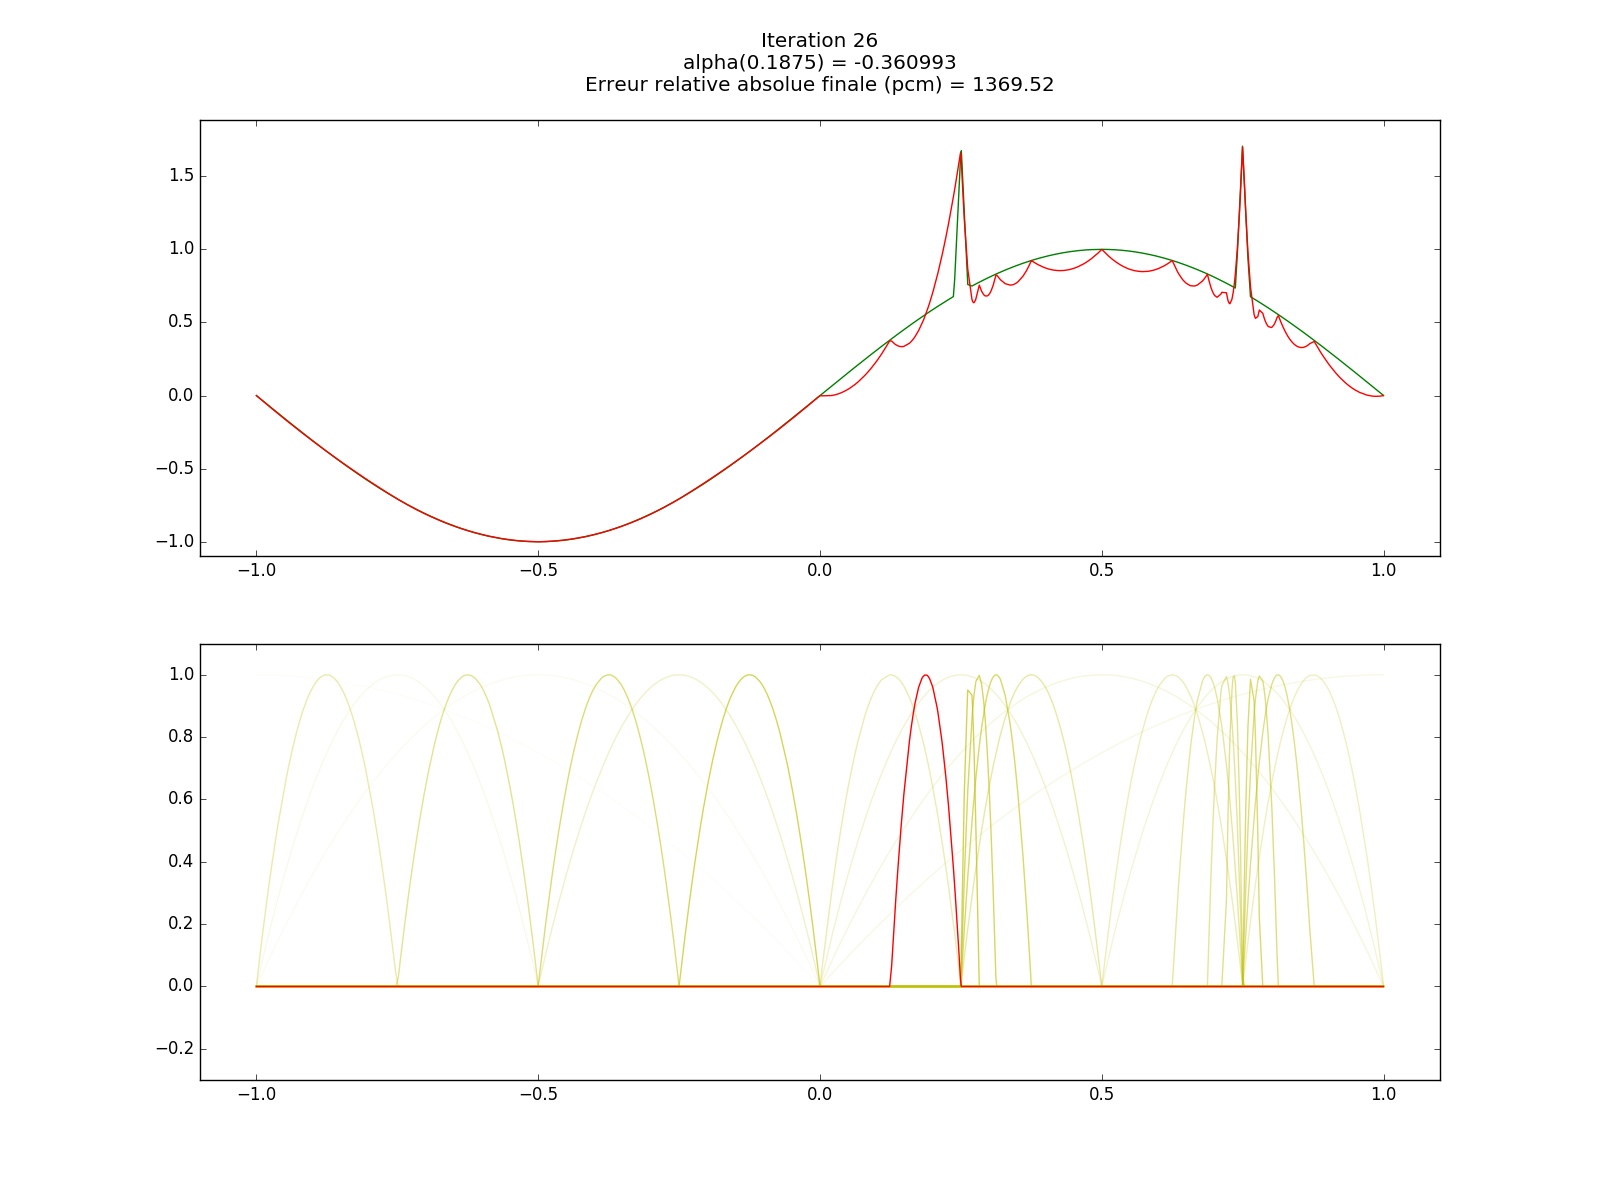 Iteration 26
alpha(0.1875) = -0.360993
Erreur relative absolue finale (pcm) = 1369.52
1.5
1.0
0.5
0.0
−0.5
−1.0
−1.0 −0.5 0.0 0.5 1.0
1.0
0.8
0.6
0.4
0.2
0.0
−0.2
−1.0 −0.5 0.0 0.5 1.0